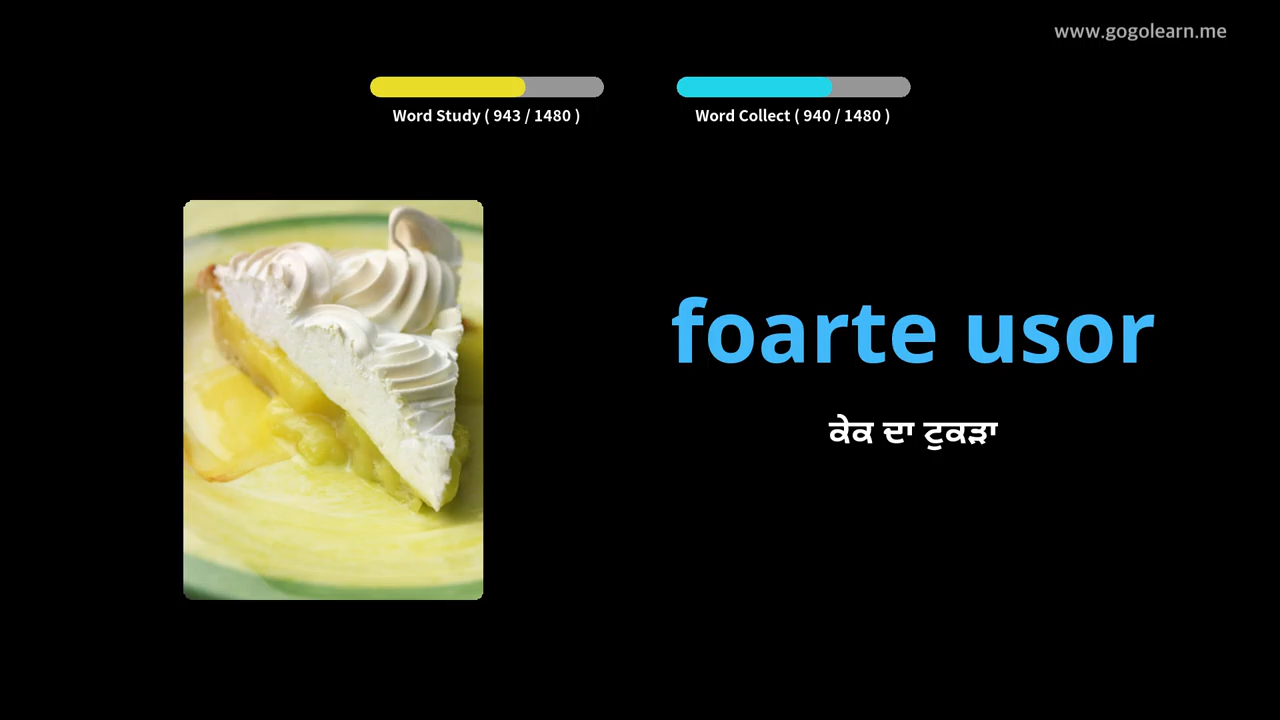 www.gogolearn.me
Word Study ( 943 / 1480 )
Word Collect ( 940 / 1480 )
foarte usor
ਕੇਕ ਦਾ ਟੁਕੜਾ